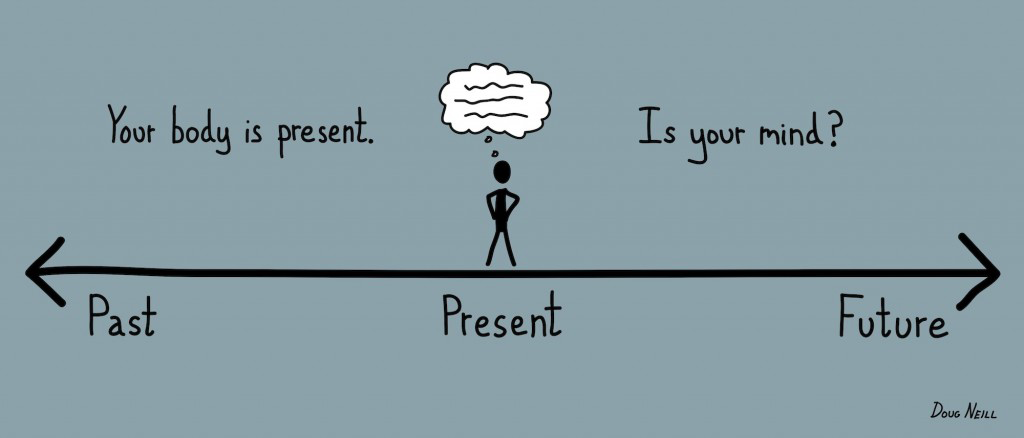 Your body is present.
Is your mind?
Past
Present
Future
Doug Neill